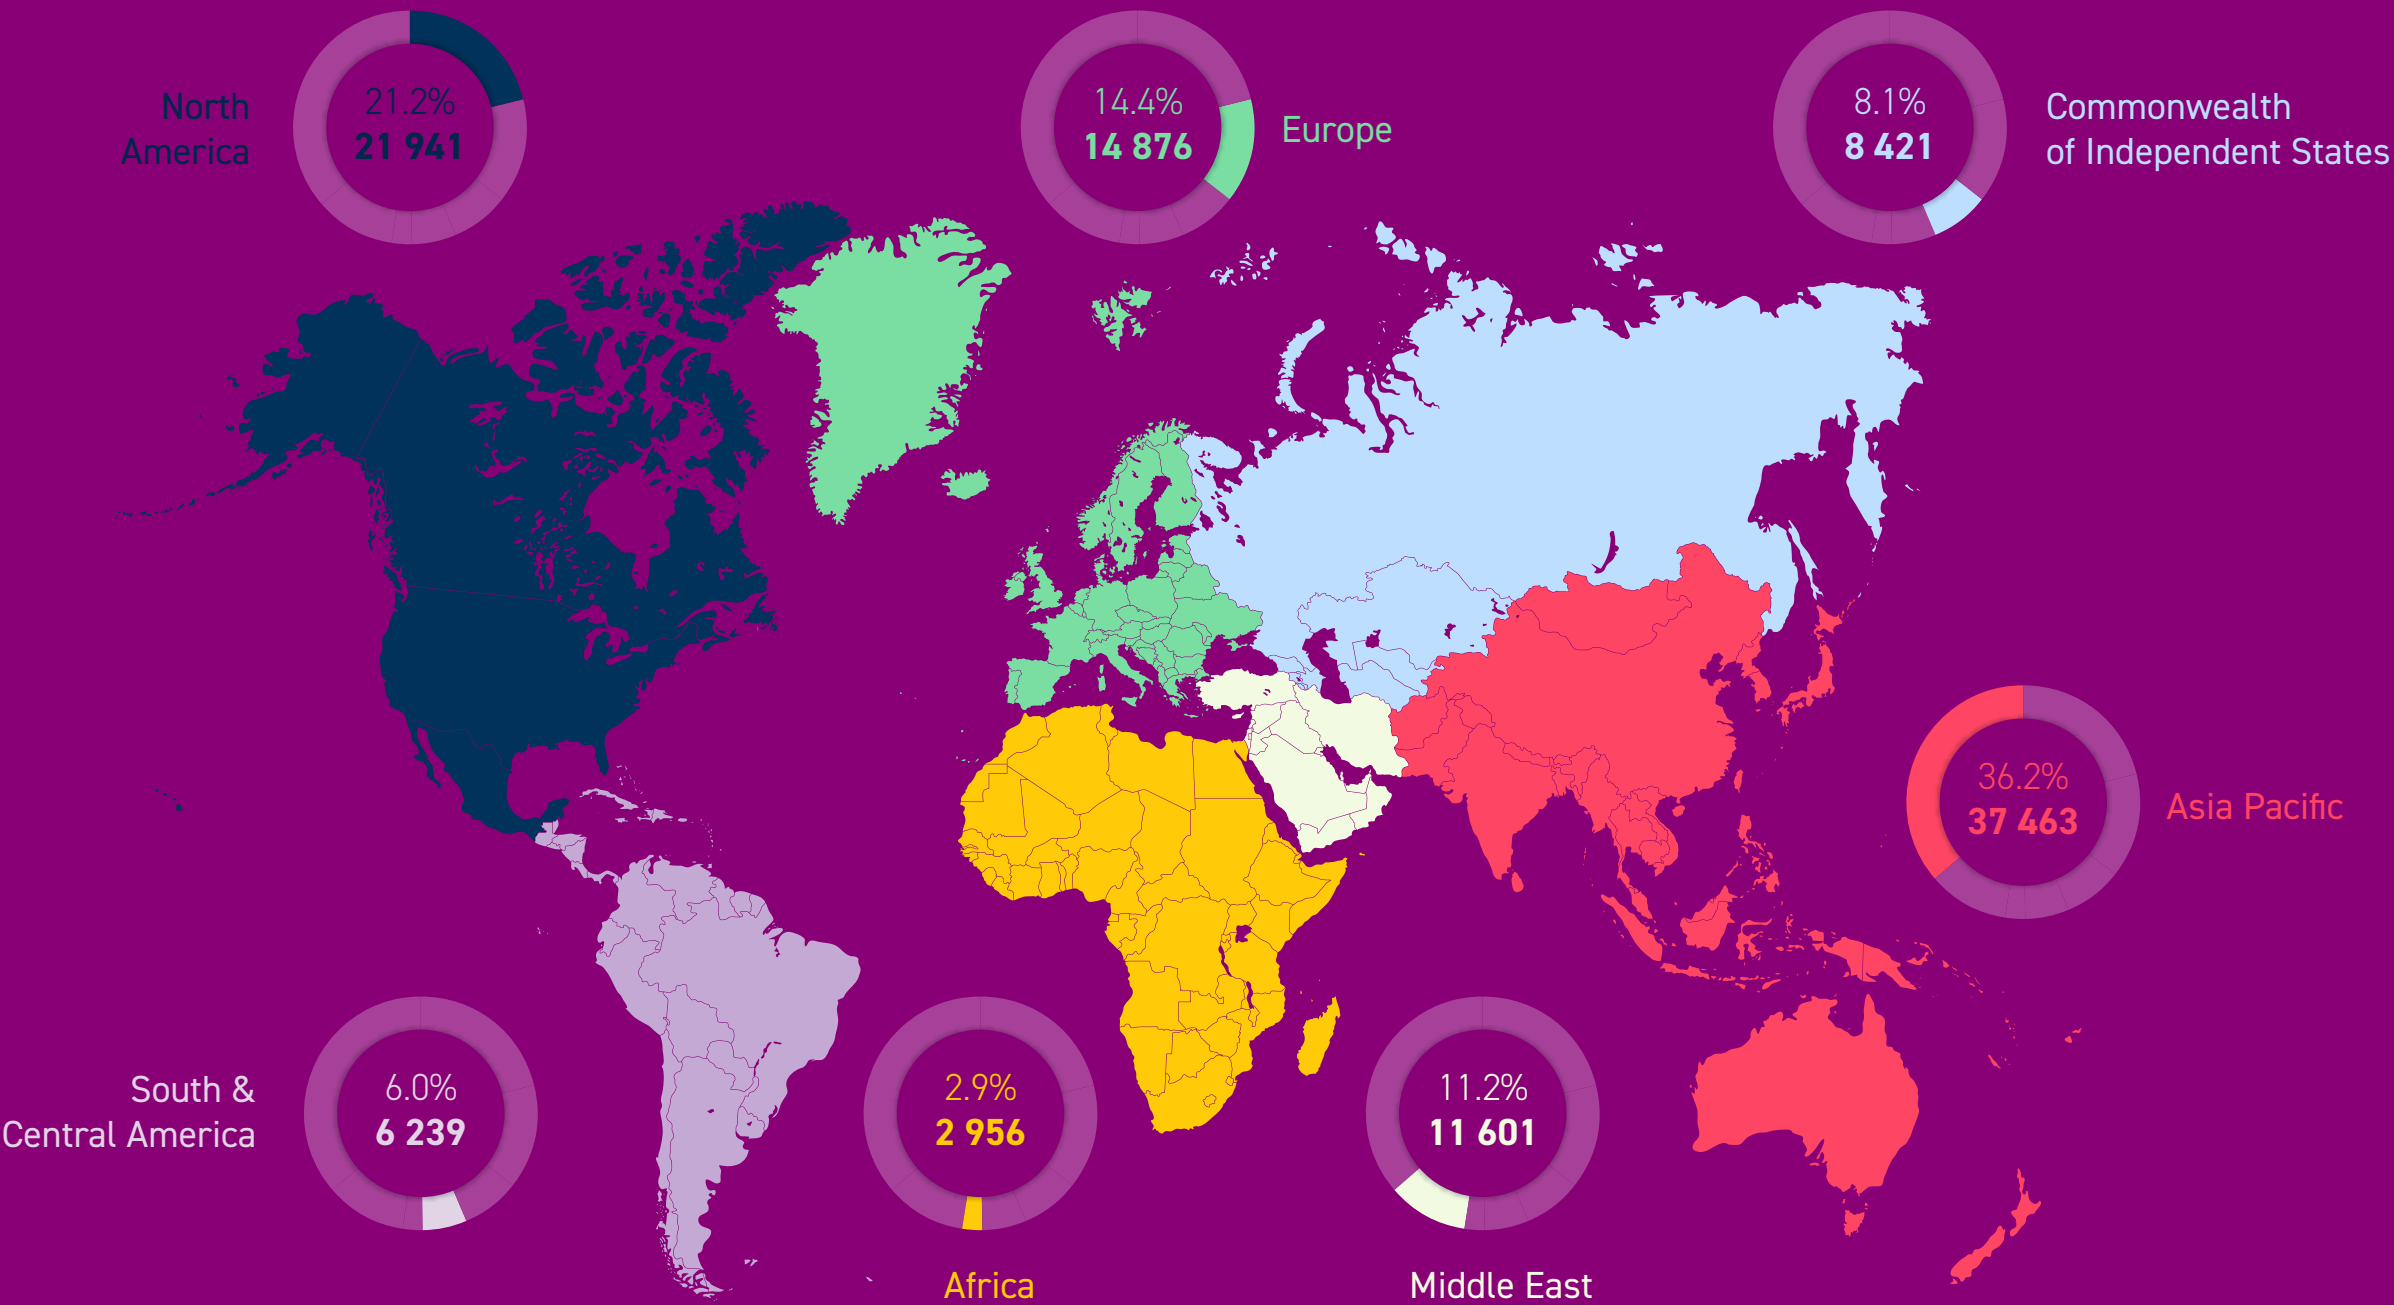 North
America
21.2%
21 941
14.4%
14 876
Europe
8.1%
8 421
Commonwealth
of Independent States
36.2%
37 463
Asia Pacific
South &
Central America
6.0%
6 239
2.9%
2 956
Africa
11.2%
11 601
Middle East